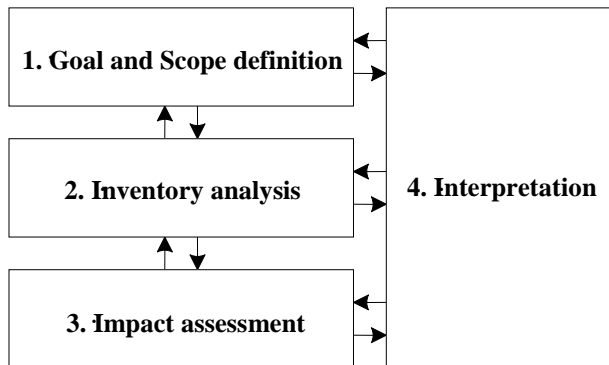 1. Goal and Scope definition
2. Inventory analysis
4. Interpretation
3. Impact assessment